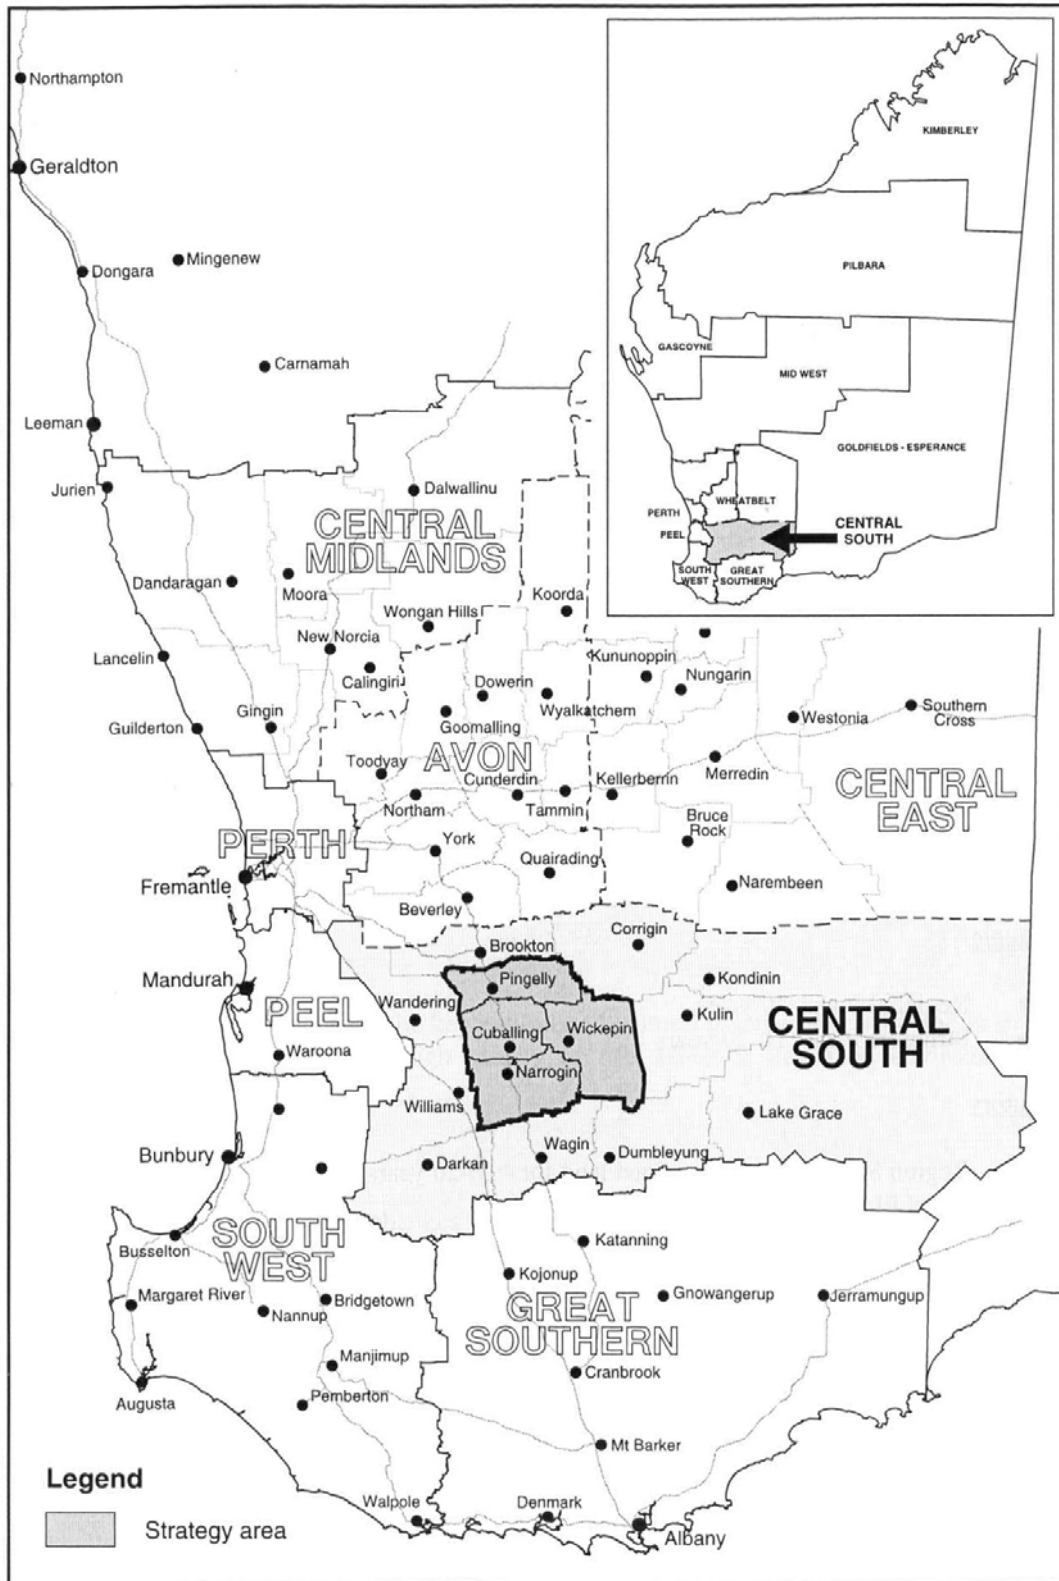 Northampton
Geraldton
Dongara
Mingenew
Carnamah
Leeman
Jurien
Dalwallinu
CENTRAL
MIDLANDS
Dandaragan
Moora
Koorda
Wongan Hills
New Norcia
Lancelin
Calingiri
Kununoppin
Dowerin
Nungarin
Wyalkatchem
Westonia
Southern
Cross
Guilderton
Gingin
Goomalling
AVON
Toodyay
Cunderdin
Kellerberrin
Merredin
CENTRAL
EAST
Northam
Tammin
Bruce
Rock
PERTH
York
Quairading
Narembeen
Fremantle
Beverley
Corrigin
Brookton
Kondinin
Mandurah
Pingelly
PEEL
Wandering
Kulin
CENTRAL
SOUTH
Cuballing
Wickepin
Waroona
Narrogin
Williams
Lake Grace
Bunbury
Wagin
Dumbleyung
Darkan
SOUTH
WEST
Busselton
Katanning
Kojonup
Margaret River
Nannup
Bridgetown
Gnowangerup
Jerramungup
GREAT
SOUTHERN
Manjimup
Cranbrook
Augusta
Pemberton
Mt Barker
Walpole
Denmark
Albany
Legend
Strategy area
KIMBERLEY
PILBARA
GASCOYNE
MID WEST
GOLDFIELDS - ESPERANCE
WHEATBELT
PERTH
PEEL
CENTRAL
SOUTH
SOUTH
WEST
GREAT
SOUTHERN